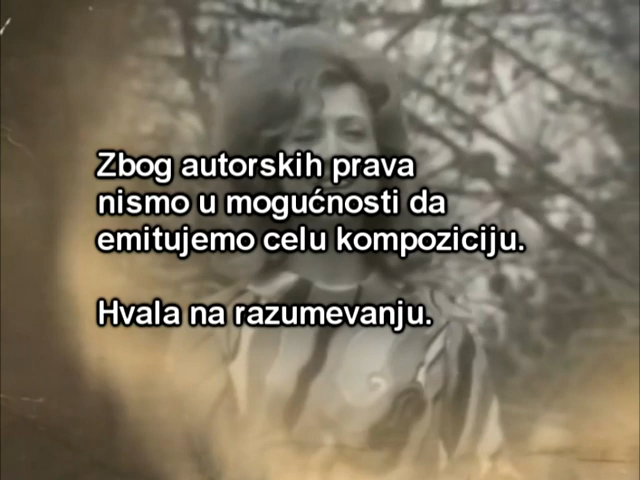 Zbog autorskih prava
nismo u mogućnosti da
emitujemo celu kompoziciju.
Hvala na razumevanju.